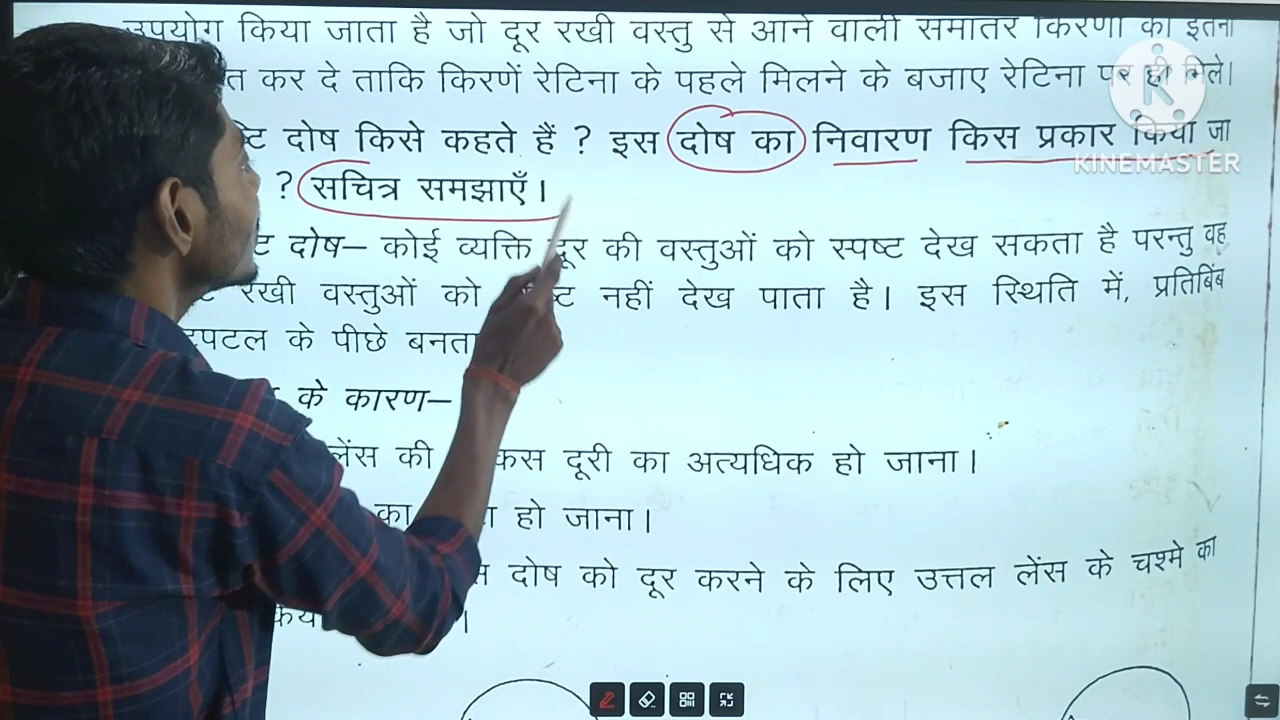 उपयोग किया जाता है जो दूर रखी वस्तु से आने वाली समांतर किरणों को इतना
कर दे ताकि किरणें रेटिना के पहले मिलने के बजाए रेटिना पर ही मिले।
दोष किसे कहते हैं ? इस दोष का निवारण किस प्रकार किया जा
? सचित्र समझाएँ।
दोष— कोई व्यक्ति दूर की वस्तुओं को स्पष्ट देख सकता है परन्तु वह
रखी वस्तुओं को नहीं देख पाता है। इस स्थिति में, प्रतिबिंब
के पीछे बनता
के कारण—
लेंस की दूरी का अत्यधिक हो जाना।
का हो जाना।
दोष को दूर करने के लिए उत्तल लेंस के चश्मे का
KINEMASTER